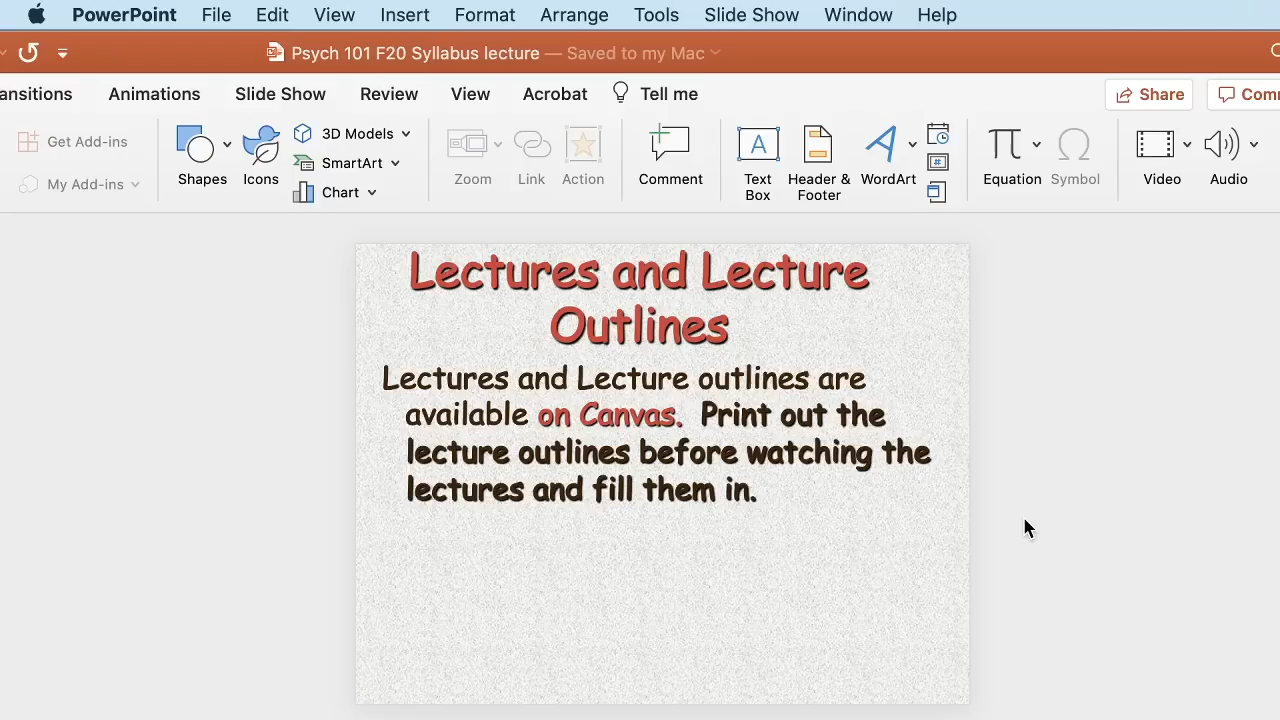 PowerPoint File Edit View Insert Format Arrange Tools Slide Show Window Help
Psych 101 F20 Syllabus lecture — Saved to my Mac
ansitions Animations Slide Show Review View Acrobat Tell me Share Comm
Get Add-ins
My Add-ins
Shapes
Icons
3D Models
SmartArt
Chart
Zoom
Link
Action
Comment
Text
Box
Header &
Footer
WordArt
Equation
Symbol
Video
Audio
Lectures and Lecture
Outlines
Lectures and Lecture outlines are
available on Canvas. Print out the
lecture outlines before watching the
lectures and fill them in.